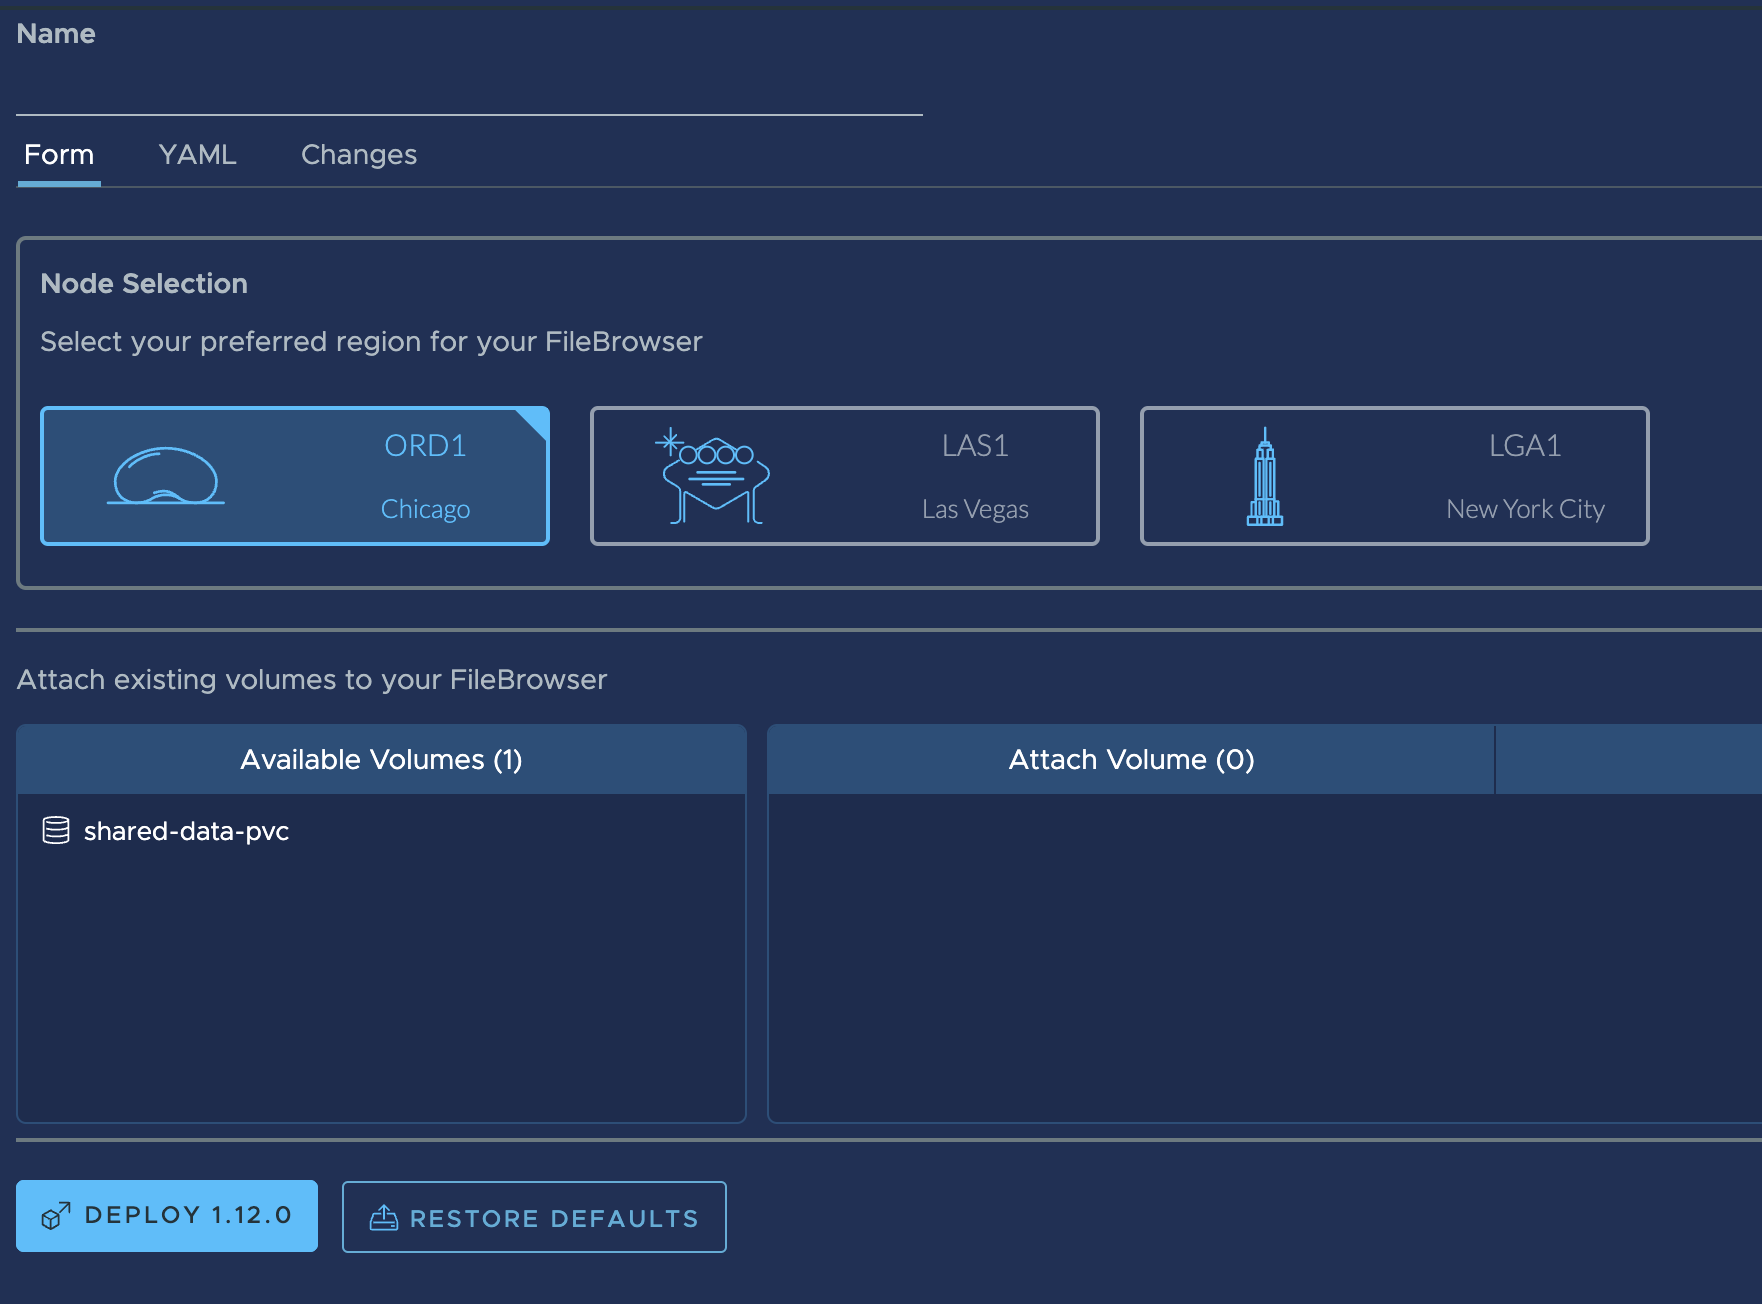 Name
Form YAML Changes
Node Selection
Select your preferred region for your FileBrowser
ORD1
Chicago
LAS1
Las Vegas
LGA1
New York City
Attach existing volumes to your FileBrowser
Available Volumes (1)
Attach Volume (0)
shared-data-pvc
DEPLOY 1.12.0
RESTORE DEFAULTS